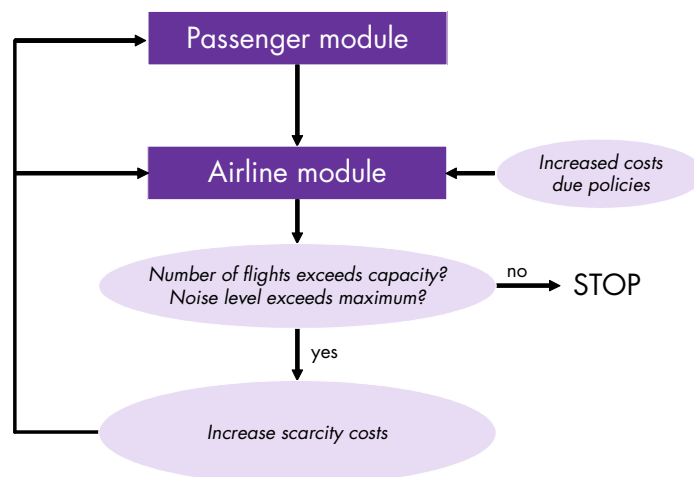 Passenger module
Airline module
Increased costs
due policies
Number of flights exceeds capacity?
Noise level exceeds maximum?
no
STOP
yes
Increase scarcity costs